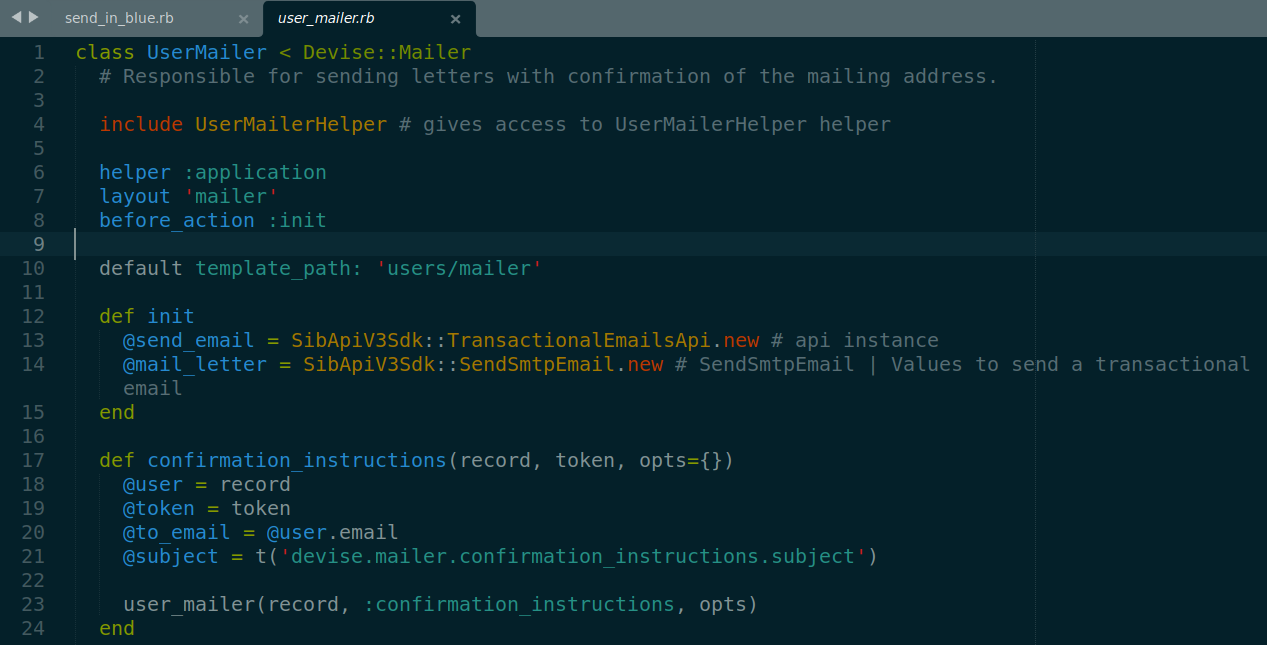 send_in_blue.rb × user_mailer.rb ×
1 class UserMailer < Devise::Mailer
2 # Responsible for sending letters with confirmation of the mailing address.
3
4 include UserMailerHelper # gives access to UserMailerHelper helper
5
6 helper :application
7 layout 'mailer'
8 before_action :init
9
10 default template_path: 'users/mailer'
11
12 def init
13 @send_email = SibApiV3Sdk::TransactionalEmailsApi.new # api instance
14 @mail_letter = SibApiV3Sdk::SendSmtpEmail.new # SendSmtpEmail | Values to send a transactional
email
15 end
16
17 def confirmation_instructions(record, token, opts={})
18 @user = record
19 @token = token
20 @to_email = @user.email
21 @subject = t('devise.mailer.confirmation_instructions.subject')
22
23 user_mailer(record, :confirmation_instructions, opts)
24 end